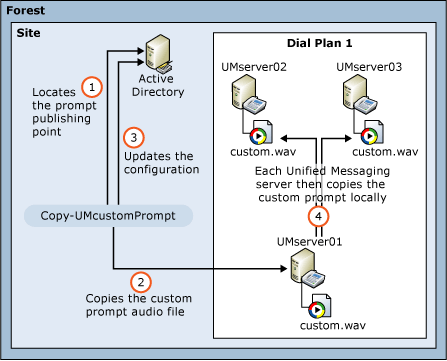 Forest
Site
Dial Plan 1
UMserver02
UMserver03
1
Active
Directory
Locates
the prompt
publishing
point
3
Updates the
configuration
custom.wav
custom.wav
Each Unified Messaging
server then copies the
custom prompt locally
Copy-UMcustomPrompt
4
UMserver01
2
Copies the custom
prompt audio file
custom.wav